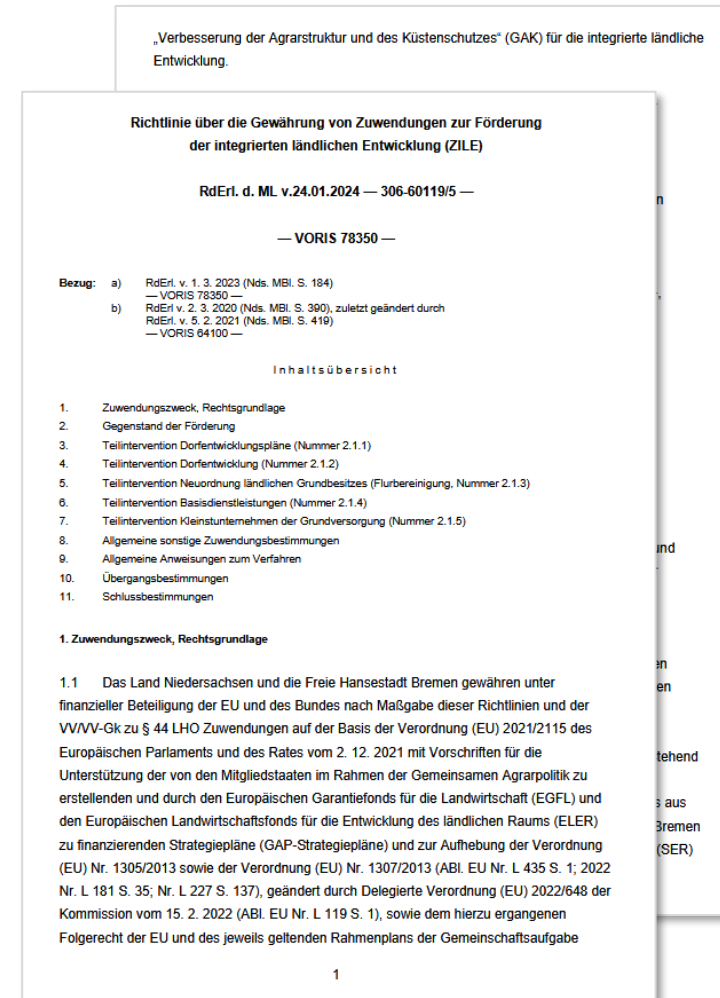 „Verbesserung der Agrarstruktur und des Küstenschutzes“ (GAK) für die integrierte ländliche
Entwicklung.
Richtlinie über die Gewährung von Zuwendungen zur Förderung
der integrierten ländlichen Entwicklung (ZILE)
RdErl. d. ML v.24.01.2024 — 306-60119/5 —
— VORIS 78350 —
Bezug: a) RdErl. v. 1. 3. 2023 (Nds. MBl. S. 184)
— VORIS 78350 —
b) RdErl v. 2. 3. 2020 (Nds. MBl. S. 390), zuletzt geändert durch
RdErl. v. 5. 2. 2021 (Nds. MBl. S. 419)
— VORIS 64100 —
Inhaltsübersicht
1. Zuwendungszweck, Rechtsgrundlage
2. Gegenstand der Förderung
3. Teilintervention Dorfentwicklungspläne (Nummer 2.1.1)
4. Teilintervention Dorfentwicklung (Nummer 2.1.2)
5. Teilintervention Neuordnung ländlichen Grundbesitzes (Flurbereinigung, Nummer 2.1.3)
6. Teilintervention Basisdienstleistungen (Nummer 2.1.4)
7. Teilintervention Kleinstunternehmen der Grundversorgung (Nummer 2.1.5)
8. Allgemeine sonstige Zuwendungsbestimmungen
9. Allgemeine Anweisungen zum Verfahren
10. Übergangsbestimmungen
11. Schlussbestimmungen
1. Zuwendungszweck, Rechtsgrundlage
1.1 Das Land Niedersachsen und die Freie Hansestadt Bremen gewähren unter
finanzieller Beteiligung der EU und des Bundes nach Maßgabe dieser Richtlinien und der
VV/VV-Gk zu § 44 LHO Zuwendungen auf der Basis der Verordnung (EU) 2021/2115 des
Europäischen Parlaments und des Rates vom 2. 12. 2021 mit Vorschriften für die
Unterstützung der von den Mitgliedstaaten im Rahmen der Gemeinsamen Agrarpolitik zu
erstellenden und durch den Europäischen Garantiefonds für die Landwirtschaft (EGFL) und
den Europäischen Landwirtschaftsfonds für die Entwicklung des ländlichen Raums (ELER)
zu finanzierenden Strategiepläne (GAP-Strategiepläne) und zur Aufhebung der Verordnung
(EU) Nr. 1305/2013 sowie der Verordnung (EU) Nr. 1307/2013 (ABl. EU Nr. L 435 S. 1; 2022
Nr. L 181 S. 35; Nr. L 227 S. 137), geändert durch Delegierte Verordnung (EU) 2022/648 der
Kommission vom 15. 2. 2022 (ABl. EU Nr. L 119 S. 1), sowie dem hierzu ergangenen
Folgerecht der EU und des jeweils geltenden Rahmenplans der Gemeinschaftsaufgabe
1
n
,
und
en
en
tehend
s aus
Bremen
(SER)